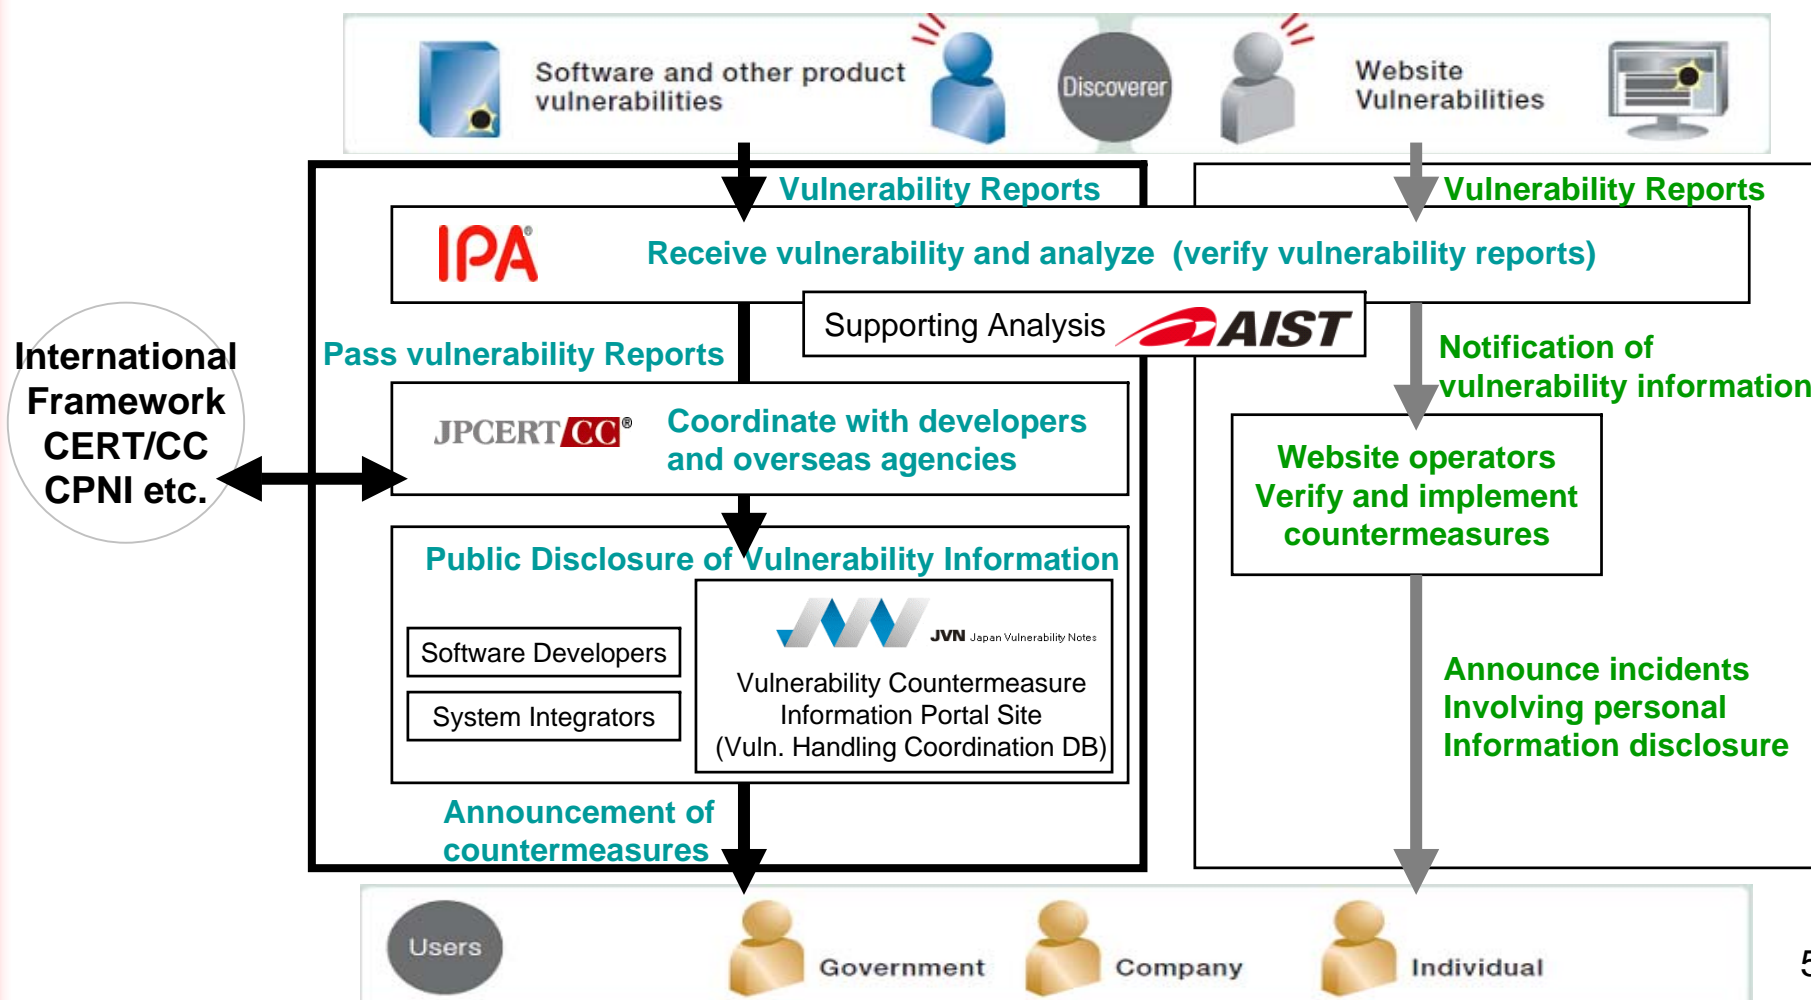 Software and other product
vulnerabilities
Discoverer
Website
Vulnerabilities
Vulnerability Reports
Vulnerability Reports
IPA®
Receive vulnerability and analyze (verify vulnerability reports)
Supporting Analysis
AIST
Pass vulnerability Reports
Notification of
vulnerability information
International
Framework
CERT/CC
CPNI etc.
JPCERT CC®
Coordinate with developers
and overseas agencies
Website operators
Verify and implement
countermeasures
Public Disclosure of Vulnerability Information
Software Developers
System Integrators
JVN Japan Vulnerability Notes
Vulnerability Countermeasure
Information Portal Site
(Vuln. Handling Coordination DB)
Announce incidents
Involving personal
Information disclosure
Announcement of
countermeasures
Users
Government
Company
Individual
5